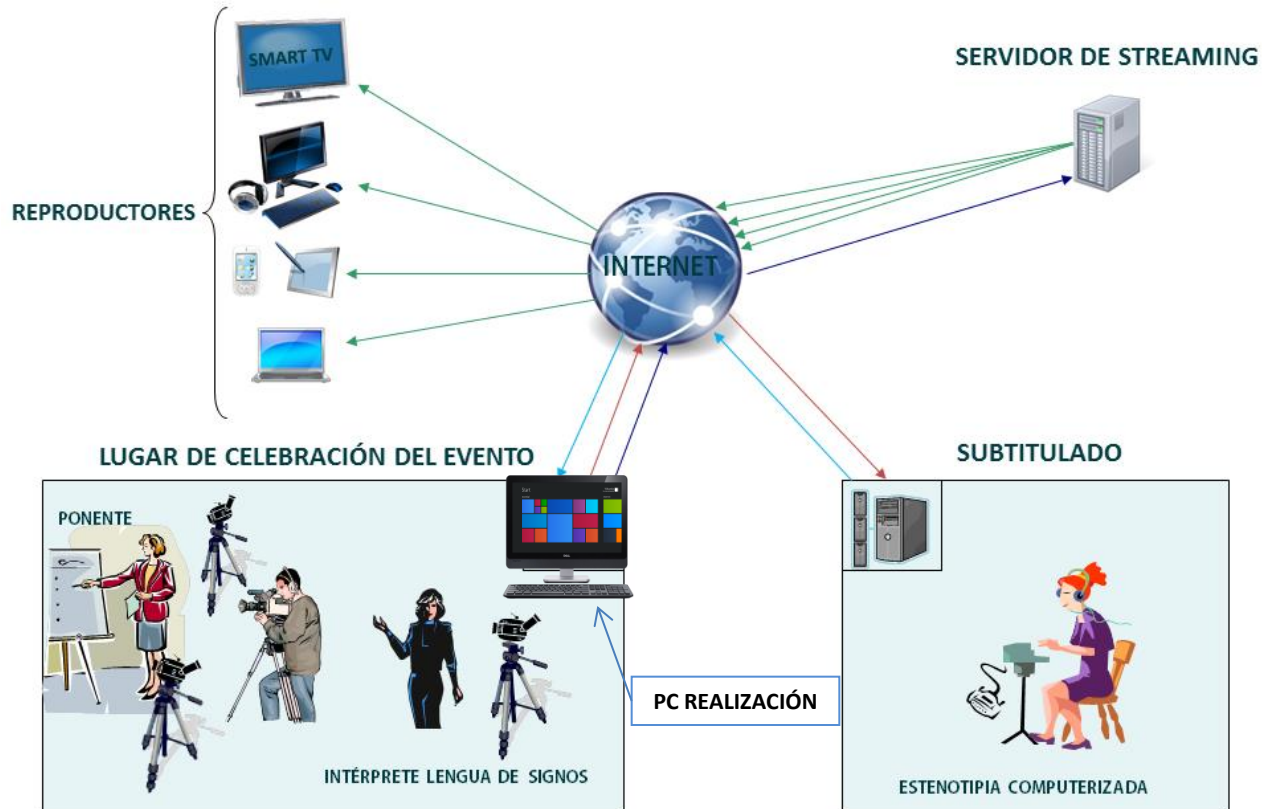 SMART TV
SERVIDOR DE STREAMING
REPRODUCTORES
INTERNET
LUGAR DE CELEBRACIÓN DEL EVENTO
SUBTITULADO
PONENTE
Start
PC REALIZACIÓN
INTÉRPRETE LENGUA DE SIGNOS
ESTENOTIPIA COMPUTERIZADA